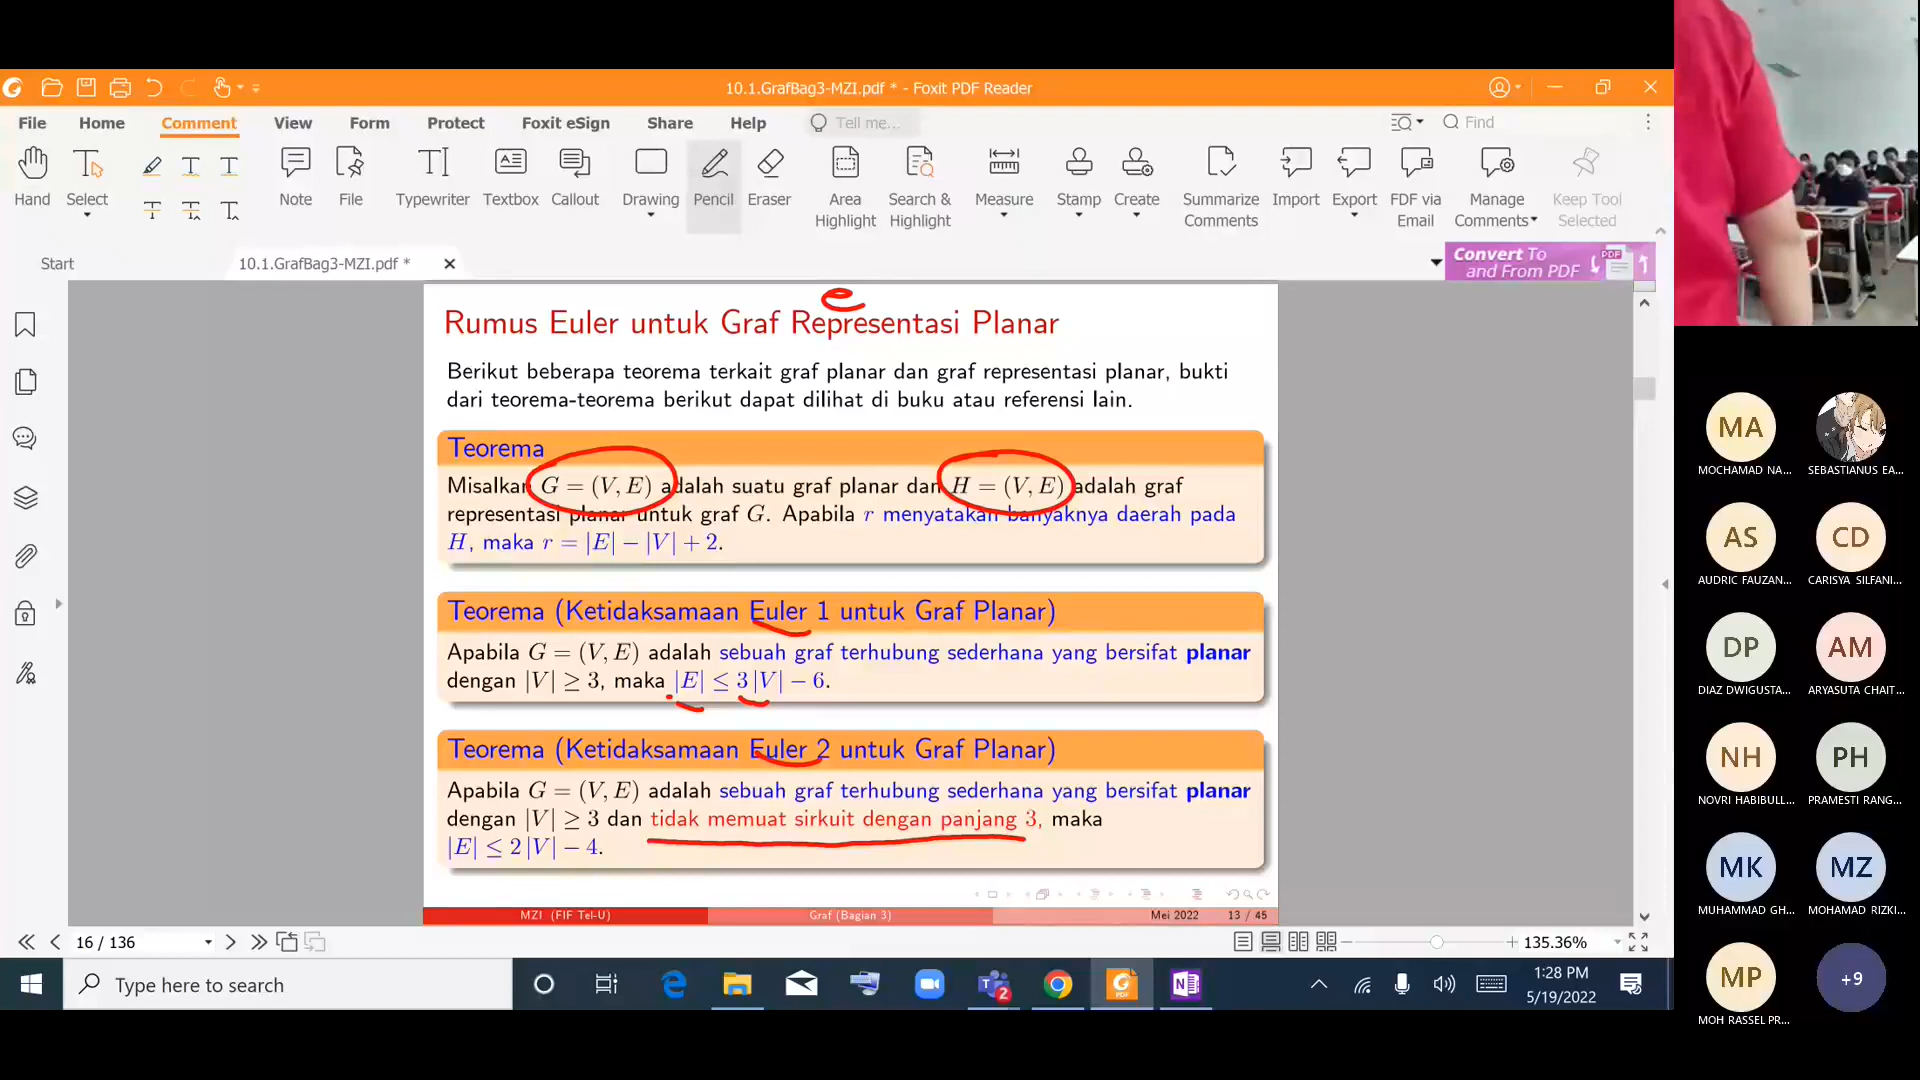 10.1.GrafBag3-MZI.pdf * - Foxit PDF Reader
File Home Comment View Form Protect Foxit eSign Share Help Tell me... Find
Hand Select Note File Typewriter Textbox Callout Drawing Pencil Eraser Area Highlight Search & Highlight Measure Stamp Create Summarize Comments Import Export FDF via Email Manage Comments Keep Tool Selected
Start 10.1.GrafBag3-MZI.pdf *
Convert To and From PDF
PDF
e
Rumus Euler untuk Graf Representasi Planar
Berikut beberapa teorema terkait graf planar dan graf representasi planar, bukti
dari teorema-teorema berikut dapat dilihat di buku atau referensi lain.
Teorema
Misalkan G = (V, E) adalah suatu graf planar dan H = (V, E) adalah graf
representasi planar untuk graf G. Apabila r menyatakan banyaknya daerah pada
H, maka r = |E| − |V| + 2.
Teorema (Ketidaksamaan Euler 1 untuk Graf Planar)
Apabila G = (V, E) adalah sebuah graf terhubung sederhana yang bersifat planar
dengan |V| ≥ 3, maka |E| ≤ 3 |V| − 6.
Teorema (Ketidaksamaan Euler 2 untuk Graf Planar)
Apabila G = (V, E) adalah sebuah graf terhubung sederhana yang bersifat planar
dengan |V| ≥ 3 dan tidak memuat sirkuit dengan panjang 3, maka
|E| ≤ 2 |V| − 4.
MZI (FIF Tel-U) Graf (Bagian 3) Mei 2022 13 / 45
16 / 136 135.36%
Type here to search
2
PDF
N
1:28 PM
5/19/2022
MA
MOCHAMAD NA... SEBASTIANUS EA...
AS CD
AUDRIC FAUZAN... CARISYA SILFANI...
DP AM
DIAZ DWIGUSTA... ARYASUTA CHAIT...
NH PH
NOVRI HABIBULL... PRAMESTI RANG...
MK MZ
MUHAMMAD GH... MOHAMAD RIZKI...
MP +9
MOH RASSEL PR...